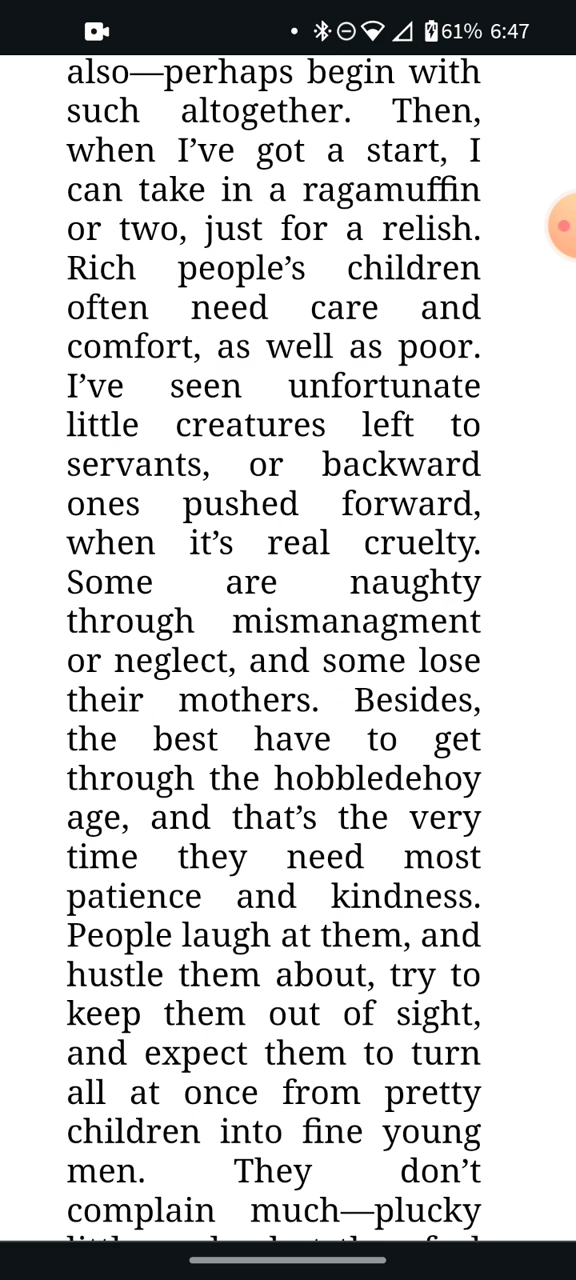 61% 6:47
also—perhaps begin with
such altogether. Then,
when I’ve got a start, I
can take in a ragamuffin
or two, just for a relish.
Rich people’s children
often need care and
comfort, as well as poor.
I’ve seen unfortunate
little creatures left to
servants, or backward
ones pushed forward,
when it’s real cruelty.
Some are naughty
through mismanagment
or neglect, and some lose
their mothers. Besides,
the best have to get
through the hobbledehoy
age, and that’s the very
time they need most
patience and kindness.
People laugh at them, and
hustle them about, try to
keep them out of sight,
and expect them to turn
all at once from pretty
children into fine young
men. They don’t
complain much—plucky